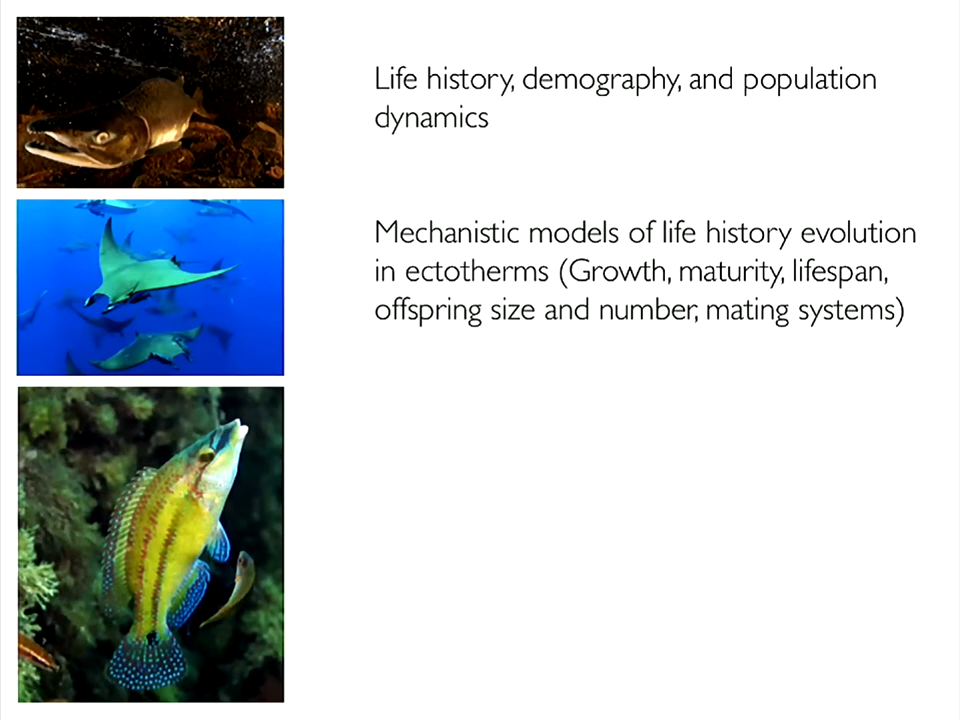 Life history, demography, and population
dynamics
Mechanistic models of life history evolution
in ectotherms (Growth, maturity, lifespan,
offspring size and number, mating systems)